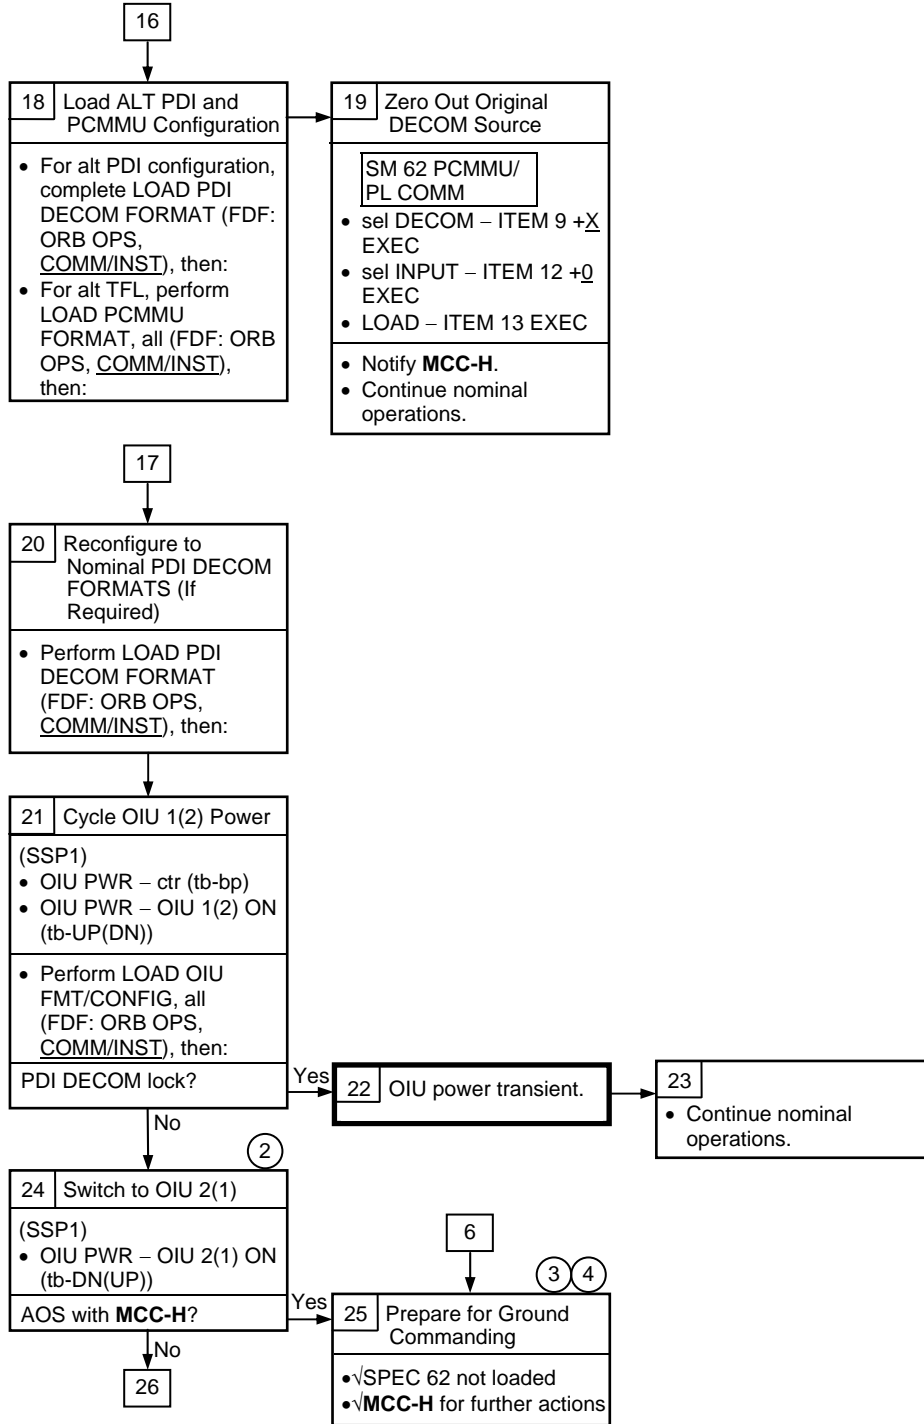 16
18 Load ALT PDI and
PCMMU Configuration
• For alt PDI configuration,
complete LOAD PDI
DECOM FORMAT (FDF:
ORB OPS,
COMM/INST), then:
• For alt TFL, perform
LOAD PCMMU
FORMAT, all (FDF: ORB
OPS, COMM/INST),
then:
19 Zero Out Original
DECOM Source
SM 62 PCMMU/
PL COMM
• sel DECOM – ITEM 9 +X
EXEC
• sel INPUT – ITEM 12 +0
EXEC
• LOAD – ITEM 13 EXEC
• Notify MCC-H.
• Continue nominal
operations.
17
20 Reconfigure to
Nominal PDI DECOM
FORMATS (If
Required)
• Perform LOAD PDI
DECOM FORMAT
(FDF: ORB OPS,
COMM/INST), then:
21 Cycle OIU 1(2) Power
(SSP1)
• OIU PWR – ctr (tb-bp)
• OIU PWR – OIU 1(2) ON
(tb-UP(DN))
• Perform LOAD OIU
FMT/CONFIG, all
(FDF: ORB OPS,
COMM/INST), then:
PDI DECOM lock?
Yes
22 OIU power transient.
23
• Continue nominal
operations.
No
2
24 Switch to OIU 2(1)
(SSP1)
• OIU PWR – OIU 2(1) ON
(tb-DN(UP))
AOS with MCC-H?
Yes
No
26
6
3 4
25 Prepare for Ground
Commanding
•√SPEC 62 not loaded
•√MCC-H for further actions